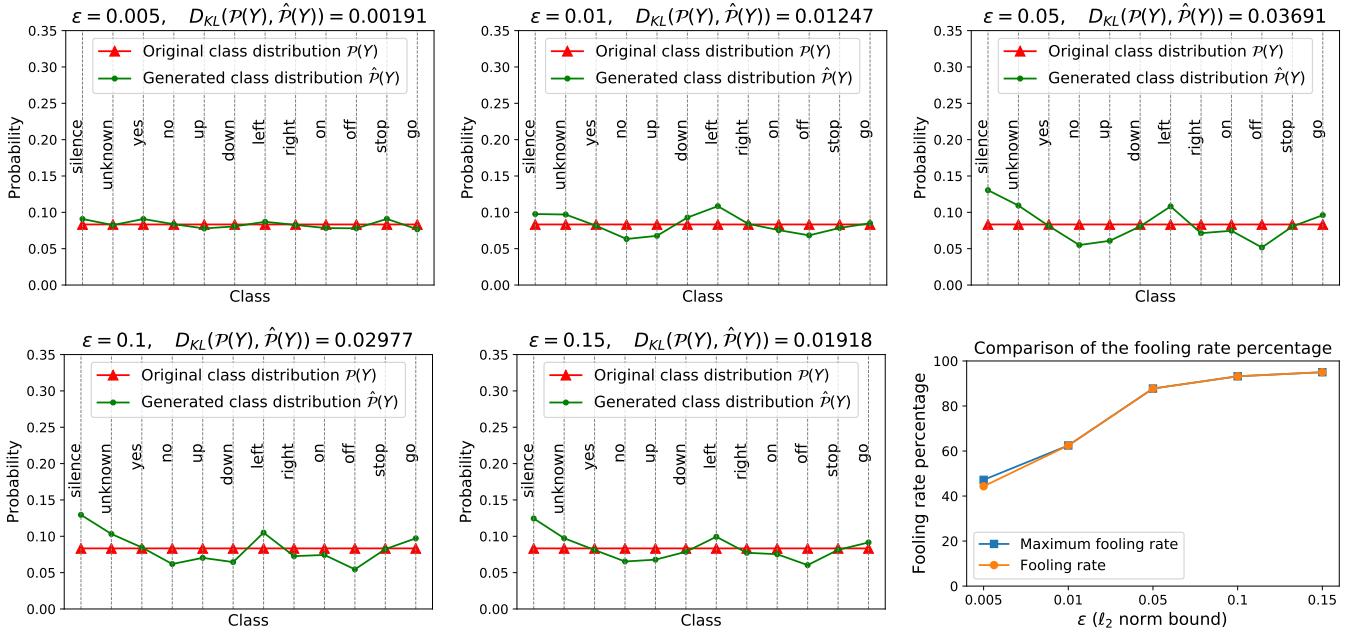 ε = 0.005, D_KL(P(Y), P̂(Y)) = 0.00191
0.35
0.30
0.25
0.20
0.15
0.10
0.05
0.00
Probability
Original class distribution P(Y)
Generated class distribution P̂(Y)
silence
unknown
yes
no
up
down
left
right
on
off
stop
go
Class
ε = 0.01, D_KL(P(Y), P̂(Y)) = 0.01247
0.35
0.30
0.25
0.20
0.15
0.10
0.05
0.00
Probability
Original class distribution P(Y)
Generated class distribution P̂(Y)
silence
unknown
yes
no
up
down
left
right
on
off
stop
go
Class
ε = 0.05, D_KL(P(Y), P̂(Y)) = 0.03691
0.35
0.30
0.25
0.20
0.15
0.10
0.05
0.00
Probability
Original class distribution P(Y)
Generated class distribution P̂(Y)
silence
unknown
yes
no
up
down
left
right
on
off
stop
go
Class
ε = 0.1, D_KL(P(Y), P̂(Y)) = 0.02977
0.35
0.30
0.25
0.20
0.15
0.10
0.05
0.00
Probability
Original class distribution P(Y)
Generated class distribution P̂(Y)
silence
unknown
yes
no
up
down
left
right
on
off
stop
go
Class
ε = 0.15, D_KL(P(Y), P̂(Y)) = 0.01918
0.35
0.30
0.25
0.20
0.15
0.10
0.05
0.00
Probability
Original class distribution P(Y)
Generated class distribution P̂(Y)
silence
unknown
yes
no
up
down
left
right
on
off
stop
go
Class
Comparison of the fooling rate percentage
100
80
60
40
20
0
Fooling rate percentage
Maximum fooling rate
Fooling rate
0.005 0.01 0.05 0.1 0.15
ε (ℓ₂ norm bound)